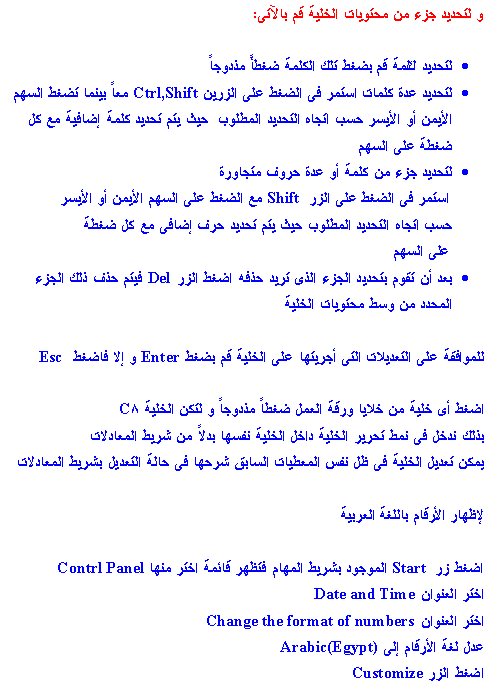 و لتحديد جزء من محتويات الخلية قم بالآتى:
لتحديد لكلمة قم بضغط تلك الكلمة ضغطاً مذدوجاً
لتحديد عدة كلمات استمر فى الضغط على الزرين Ctrl,Shift معاً بينما تضغط السهم
الأيمن أو الأيسر حسب اتجاه التحديد المطلوب حيث يتم تحديد كلمة إضافية مع كل
ضغطة على السهم
لتحديد جزء من كلمة أو عدة حروف متجاورة
استمر فى الضغط على الزر Shift مع الضغط على السهم الأيمن أو الأيسر
حسب اتجاه التحديد المطلوب حيث يتم تحديد حرف إضافى مع كل ضغطة
على السهم
بعد أن تقوم بتحديد الجزء الذى تريد حذفه اضغط الزر Del فيتم حذف ذلك الجزء
المحدد من وسط محتويات الخلية
للموافقة على التعديلات التى أجريتها على الخلية قم بضغط Enter و إلا فاضغط Esc
اضغط أى خلية من خلايا ورقة العمل ضغطاً مذدوجاً و لتكن الخلية C٨
بذلك ندخل فى نمط تحرير الخلية داخل الخلية نفسها بدلاً من شريط المعادلات
يمكن تعديل الخلية فى ظل نفس المعطيات السابق شرحها فى حالة التعديل بشريط المعادلات
لإظهار الأرقام باللغة العربية
اضغط زر Start الموجود بشريط المهام فتظهر قائمة اختر منها Contrl Panel
اختر العنوان Date and Time
اختر العنوان Change the format of numbers
عدل لغة الأرقام إلى Arabic(Egypt)
اضغط الزر Customize